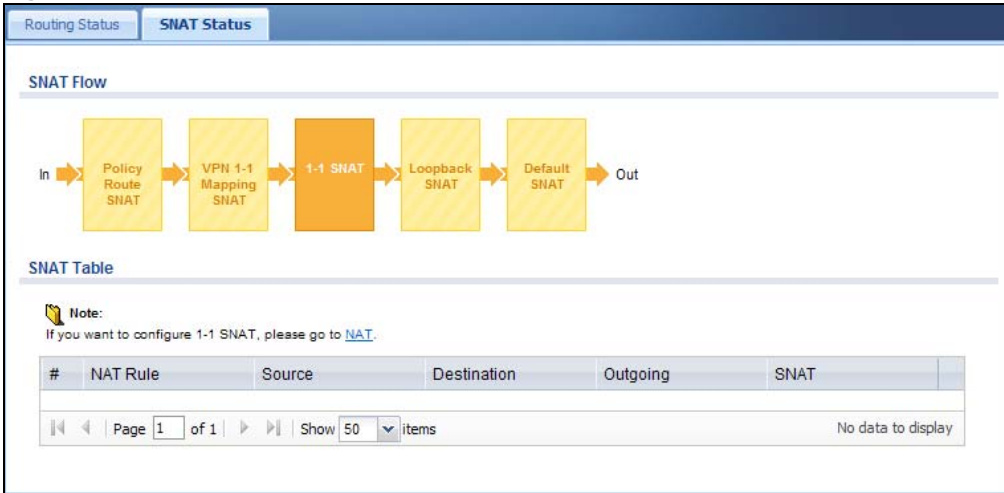 Routing Status
SNAT Status
SNAT Flow
In
Policy
Route
SNAT
VPN 1-1
Mapping
SNAT
1-1 SNAT
Loopback
SNAT
Default
SNAT
Out
SNAT Table
Note:
If you want to configure 1-1 SNAT, please go to NAT.
# NAT Rule Source Destination Outgoing SNAT
Page 1 of 1 Show 50 items No data to display